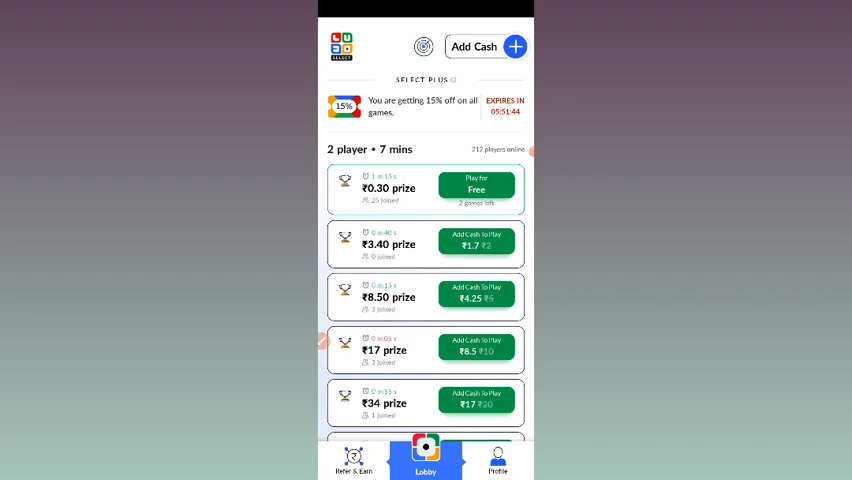 LUDO
SELECT
Add Cash
SELECT PLUS
15%
You are getting 15% off on all games.
EXPIRES IN
05:51:44
2 player • 7 mins
212 players online
1 m 15 s
₹0.30 prize
25 joined
Play for
Free
2 games left
0 m 40 s
₹3.40 prize
0 joined
Add Cash To Play
₹1.7 ₹2
0 m 15 s
₹8.50 prize
3 joined
Add Cash To Play
₹4.25 ₹5
0 m 05 s
₹17 prize
3 joined
Add Cash To Play
₹8.5 ₹10
0 m 55 s
₹34 prize
1 joined
Add Cash To Play
₹17 ₹20
Refer & Earn
Lobby
Profile